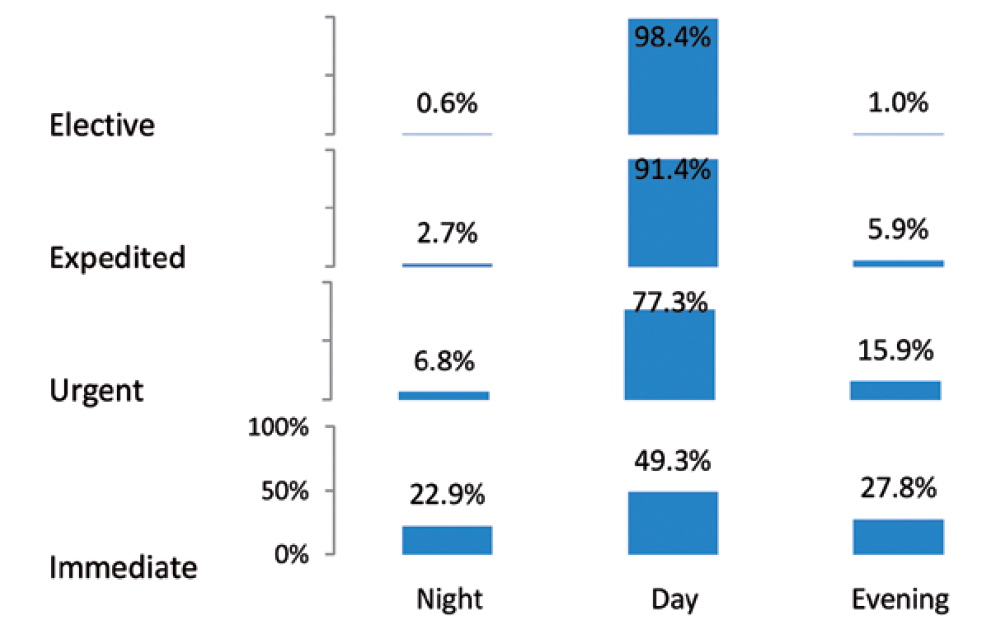 98.4%
0.6% 1.0%
Elective
91.4%
2.7% 5.9%
Expedited
77.3%
6.8% 15.9%
Urgent
100%
49.3%
50% 22.9% 27.8%
0%
Immediate
Night Day Evening